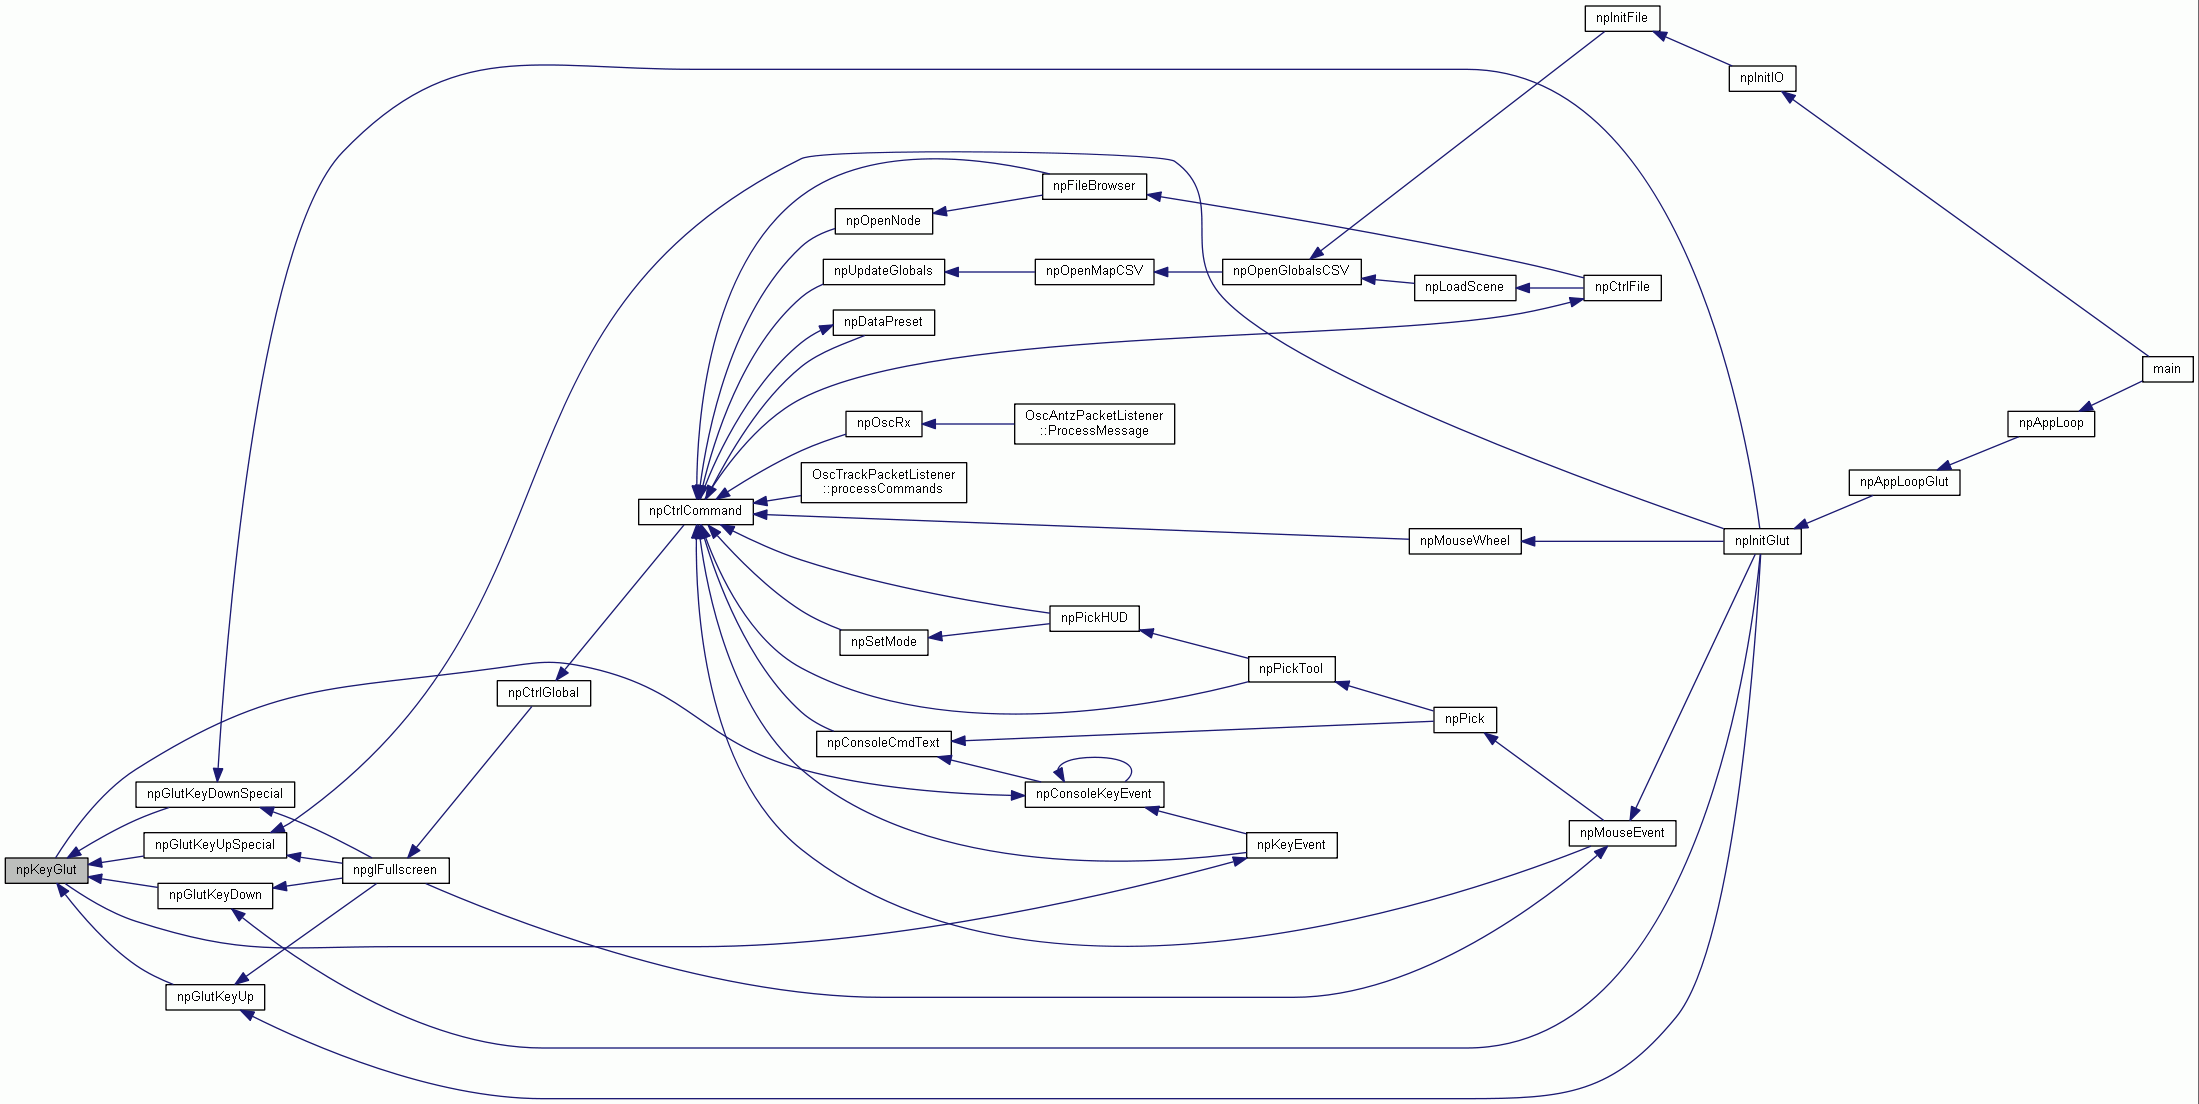 npInitFile
npInitIO
npFileBrowser
npOpenNode
npUpdateGlobals
npOpenMapCSV
npOpenGlobalsCSV
npLoadScene
npCtrlFile
npDataPreset
main
npOscRx
OscAntzPacketListener
::ProcessMessage
npAppLoop
OscTrackPacketListener
::processCommands
npAppLoopGlut
npCtrlCommand
npMouseWheel
npInitGlut
npPickHUD
npSetMode
npPickTool
npCtrlGlobal
npPick
npConsoleCmdText
npGlutKeyDownSpecial
npConsoleKeyEvent
npMouseEvent
npGlutKeyUpSpecial
npKeyEvent
npKeyGlut
npglFullscreen
npGlutKeyDown
npGlutKeyUp